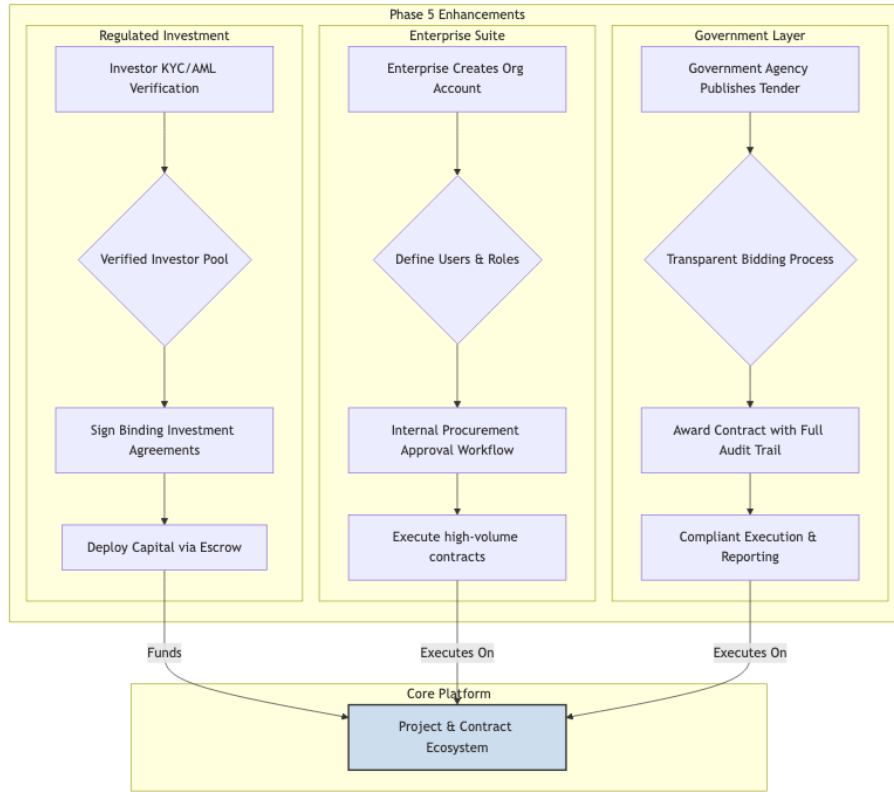 Phase 5 Enhancements
Regulated Investment
Investor KYC/AML
Verification
Verified Investor Pool
Sign Binding Investment
Agreements
Deploy Capital via Escrow
Enterprise Suite
Enterprise Creates Org
Account
Define Users & Roles
Internal Procurement
Approval Workflow
Execute high-volume
contracts
Government Layer
Government Agency
Publishes Tender
Transparent Bidding Process
Award Contract with Full
Audit Trail
Compliant Execution &
Reporting
Funds
Executes On
Executes On
Core Platform
Project & Contract
Ecosystem